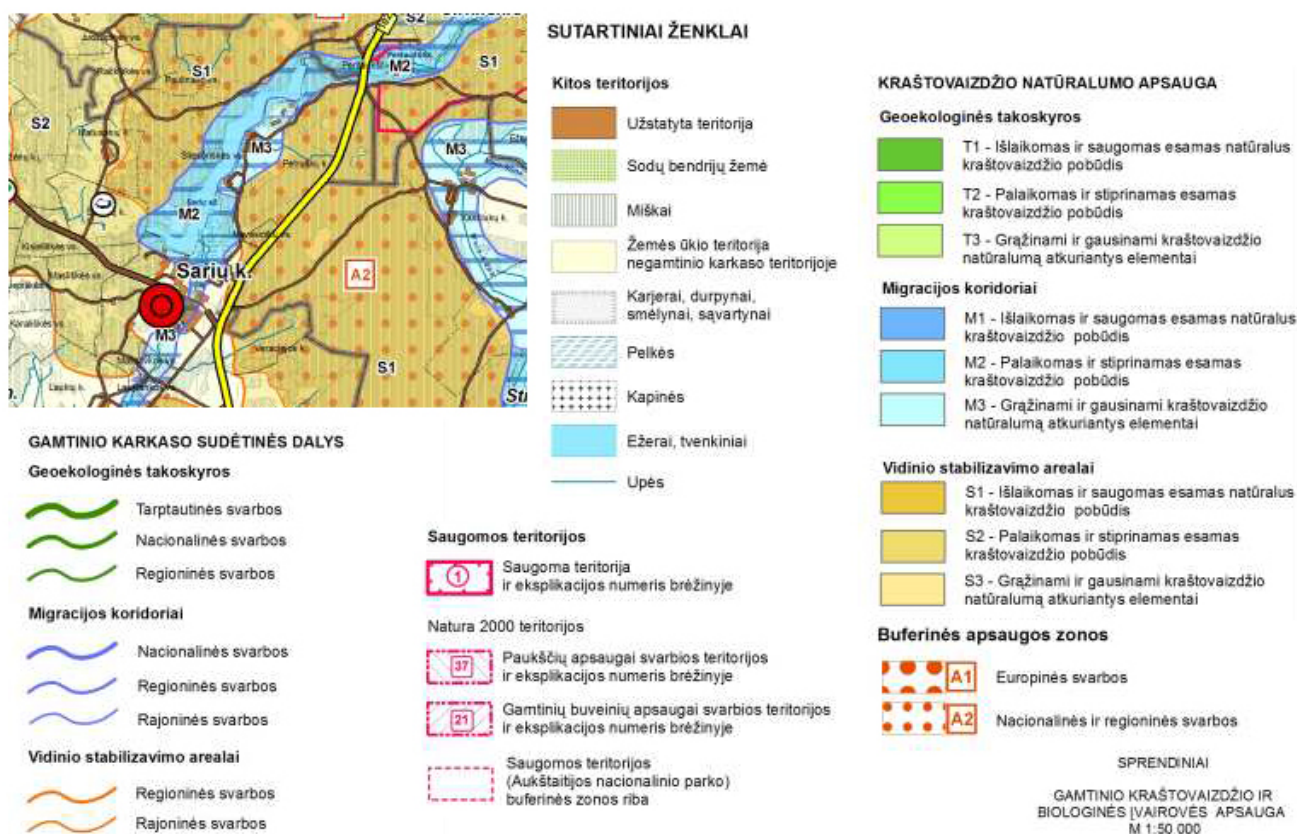 S2
S1
M2
S1
S2
M3
M3
M2
Sarių k.
A2
M3
S1
SUTARTINIAI ŽENKLAI
Kitos teritorijos
Užstatyta teritorija
Sodų bendrijų žemė
Miškai
Žemės ūkio teritorija
negamtinio karkaso teritorijoje
Karjerai, durpynai,
smėlynai, sąvartynai
Pelkės
Kapinės
Ežerai, tvenkiniai
Upės
KRAŠTOVAIZDŽIO NATŪRALUMO APSAUGA
Geoekologinės takoskyros
T1 - Išlaikomas ir saugomas esamas natūralus
kraštovaizdžio pobūdis
T2 - Palaikomas ir stiprinamas esamas
kraštovaizdžio pobūdis
T3 - Grąžinami ir gausinami kraštovaizdžio
natūralumą atkuriantys elementai
Migracijos koridoriai
M1 - Išlaikomas ir saugomas esamas natūralus
kraštovaizdžio pobūdis
M2 - Palaikomas ir stiprinamas esamas
kraštovaizdžio pobūdis
M3 - Grąžinami ir gausinami kraštovaizdžio
natūralumą atkuriantys elementai
Vidinio stabilizavimo arealai
S1 - Išlaikomas ir saugomas esamas natūralus
kraštovaizdžio pobūdis
S2 - Palaikomas ir stiprinamas esamas
kraštovaizdžio pobūdis
S3 - Grąžinami ir gausinami kraštovaizdžio
natūralumą atkuriantys elementai
Buferinės apsaugos zonos
A1 Europinės svarbos
A2 Nacionalinės ir regioninės svarbos
GAMTINIO KARKASO SUDĖTINĖS DALYS
Geoekologinės takoskyros
Tarptautinės svarbos
Nacionalinės svarbos
Regioninės svarbos
Migracijos koridoriai
Nacionalinės svarbos
Regioninės svarbos
Rajoninės svarbos
Vidinio stabilizavimo arealai
Regioninės svarbos
Rajoninės svarbos
Saugomos teritorijos
1 Saugoma teritorija
ir eksplikacijos numeris brėžinyje
Natura 2000 teritorijos
37 Paukščių apsaugai svarbios teritorijos
ir eksplikacijos numeris brėžinyje
21 Gamtinių buveinių apsaugai svarbios teritorijos
ir eksplikacijos numeris brėžinyje
Saugomos teritorijos
(Aukštaitijos nacionalinio parko)
buferinės zonos riba
SPRENDINIAI
GAMTINIO KRAŠTOVAIZDŽIO IR
BIOLOGINĖS ĮVAIROVĖS APSAUGA
M 1:50 000